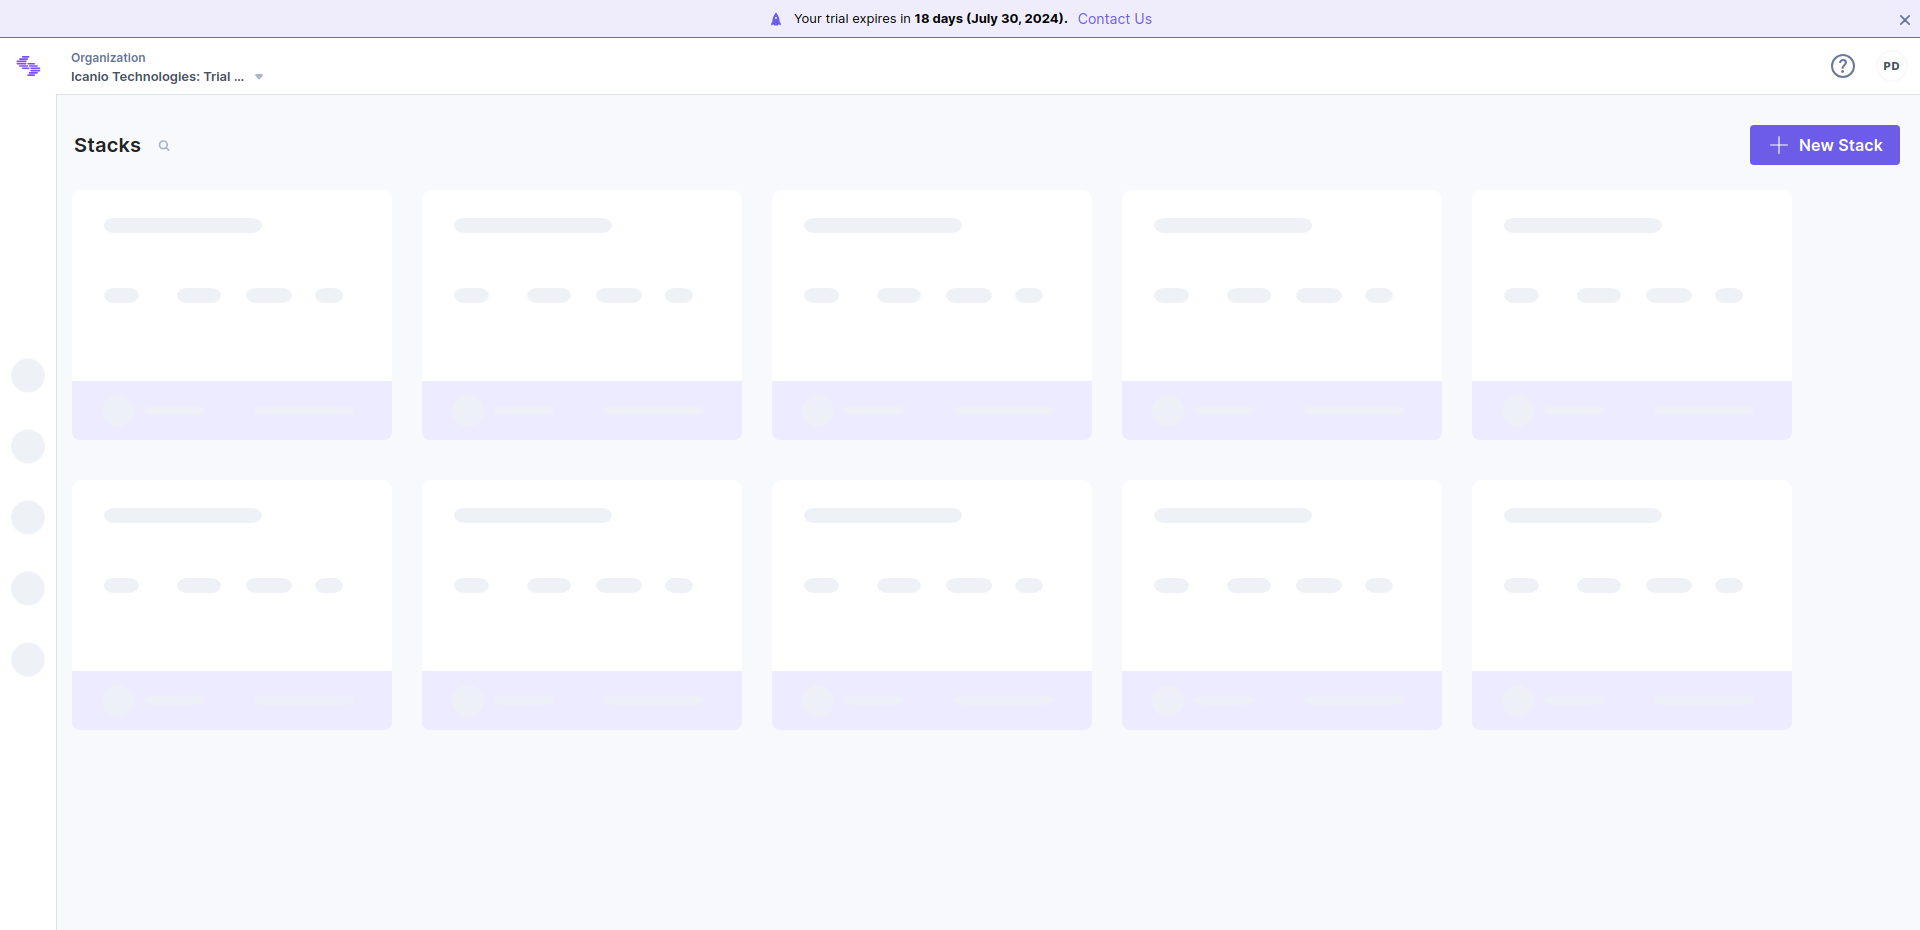 Your trial expires in 18 days (July 30, 2024). Contact Us
Organization
Icanio Technologies: Trial ...
PD
Stacks
New Stack